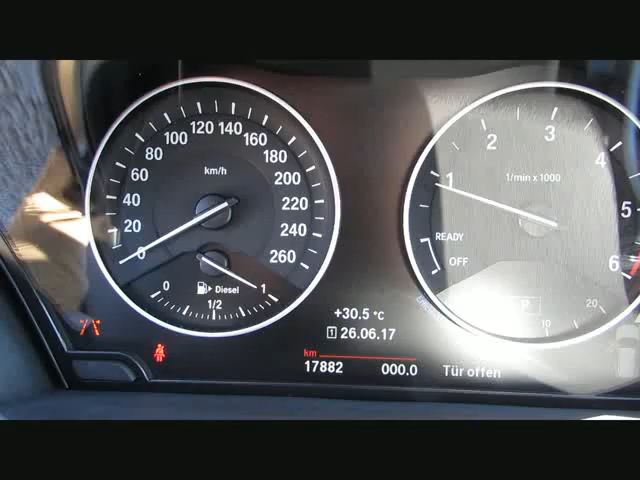 0 20 40 60 80 100 120 140 160 180 200 220 240 260
km/h
0 1/2 1
Diesel
1 2 3 4 5 6
1/min x 1000
READY
OFF
P
10 20
+30.5 °C
1 26.06.17
km
17882 000.0 Tür offen